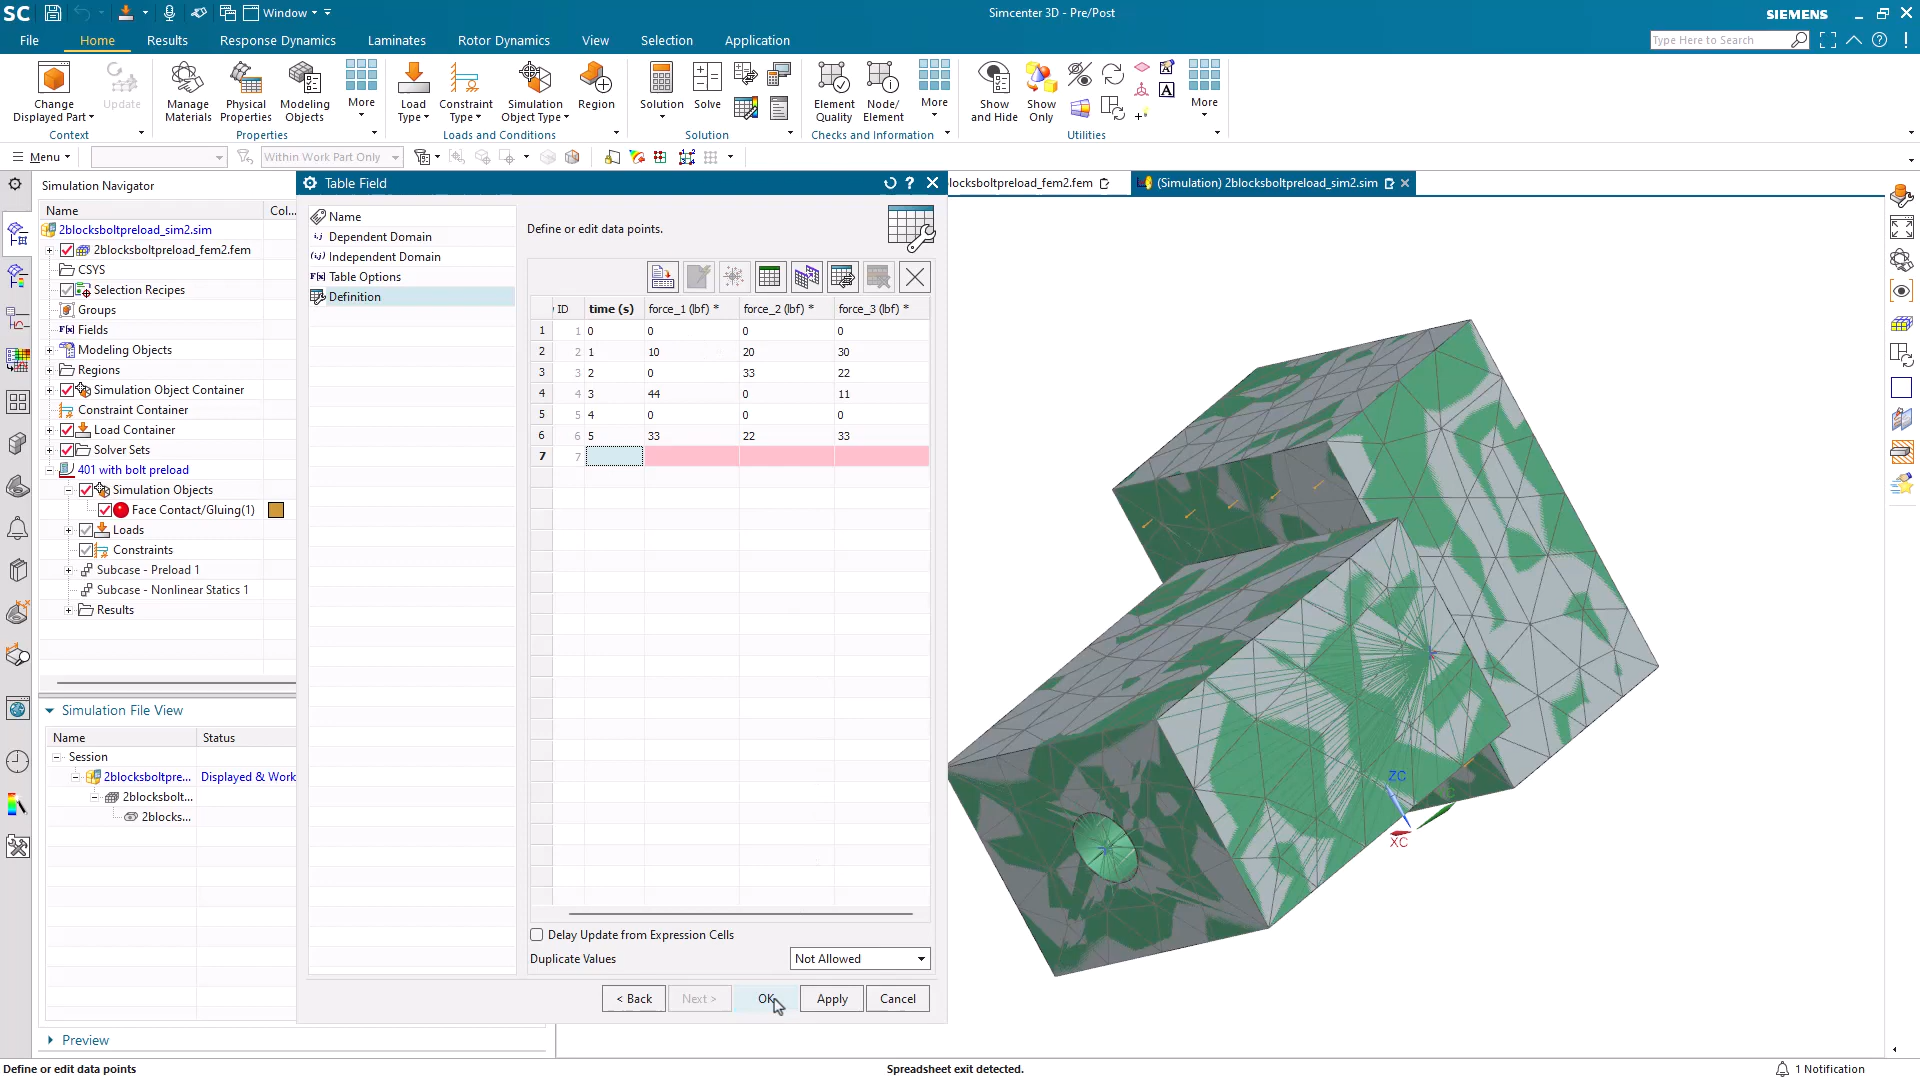 SC Window Simcenter 3D - Pre/Post SIEMENS
File Home Results Response Dynamics Laminates Rotor Dynamics View Selection Application Type Here to Search
Change Displayed Part Update Manage Materials Physical Properties Modeling Objects More Load Type Constraint Type Simulation Object Type Region Solution Solve Element Quality Node/Element More Show and Hide Show Only More
Context Properties Loads and Conditions Solution Checks and Information Utilities
Menu Within Work Part Only
Simulation Navigator
Name Col...
2blocksboltpreload_sim2.sim
2blocksboltpreload_fem2.fem
CSYS
Selection Recipes
Groups
Fields
Modeling Objects
Regions
Simulation Object Container
Constraint Container
Load Container
Solver Sets
401 with bolt preload
Simulation Objects
Face Contact/Gluing(1)
Loads
Constraints
Subcase - Preload 1
Subcase - Nonlinear Statics 1
Results
Simulation File View
Name Status
Session
2blocksboltpre... Displayed & Work
2blocksbolt...
2blocks...
Preview
Table Field
Name
Dependent Domain
Independent Domain
Table Options
Definition
Define or edit data points.
ID time (s) force_1 (lbf) * force_2 (lbf) * force_3 (lbf) *
1 1 0 0 0 0
2 2 1 10 20 30
3 3 2 0 33 22
4 4 3 44 0 11
5 5 4 0 0 0
6 6 5 33 22 33
7 7
Delay Update from Expression Cells
Duplicate Values Not Allowed
< Back Next > OK Apply Cancel
locksboltpreload_fem2.fem (Simulation) 2blocksboltpreload_sim2.sim
ZC
XC
Define or edit data points Spreadsheet exit detected. 1 Notification